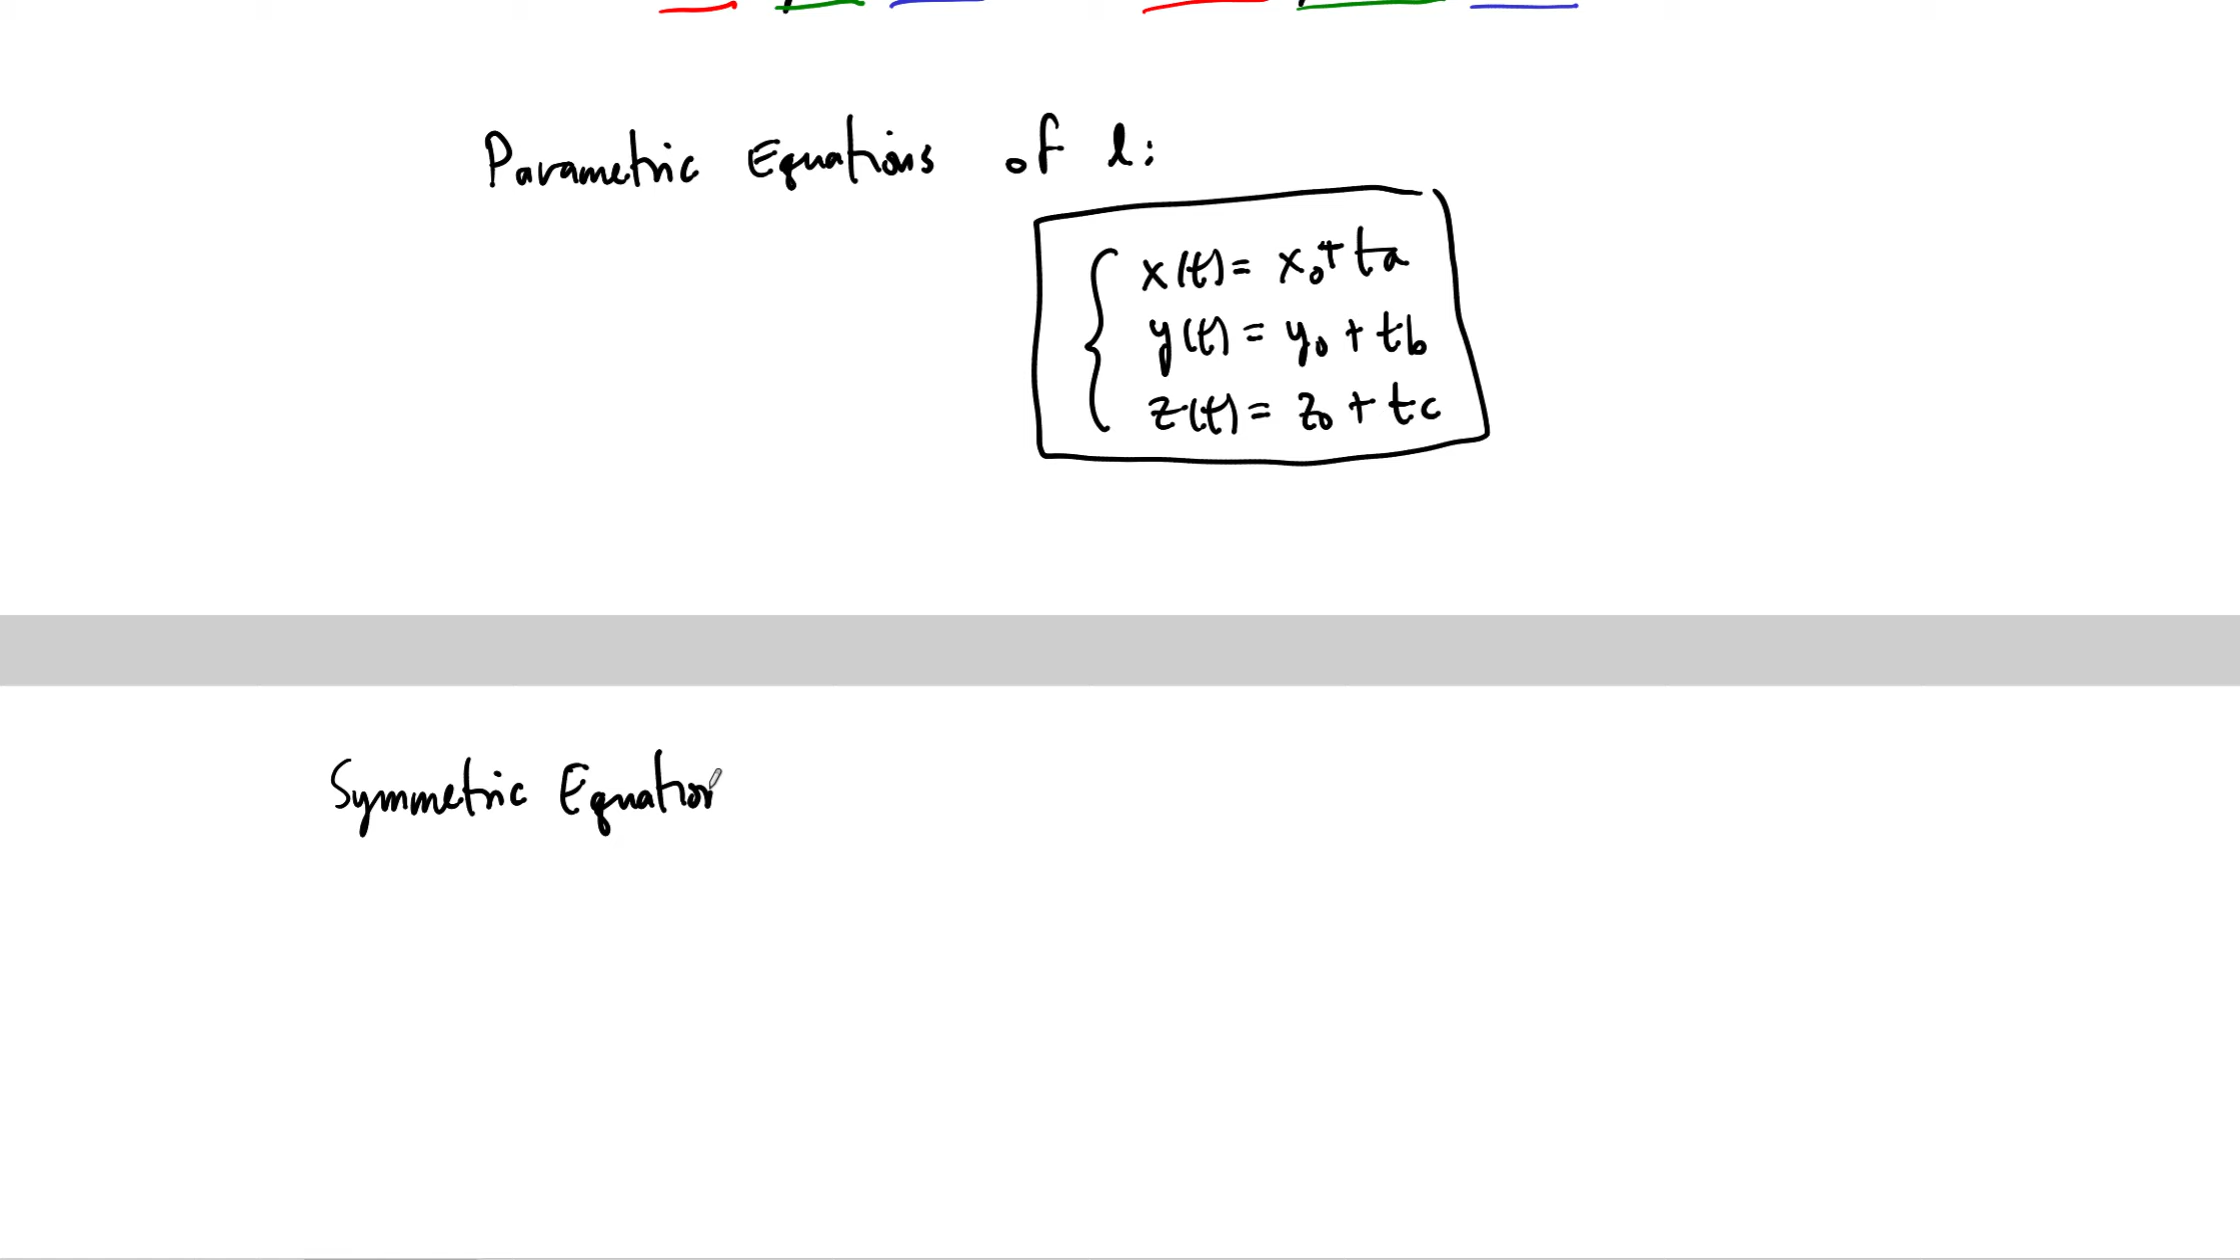 Parametric Equations of l:
x(t) = x₀ + ta
y(t) = y₀ + tb
z(t) = z₀ + tc
Symmetric Equation